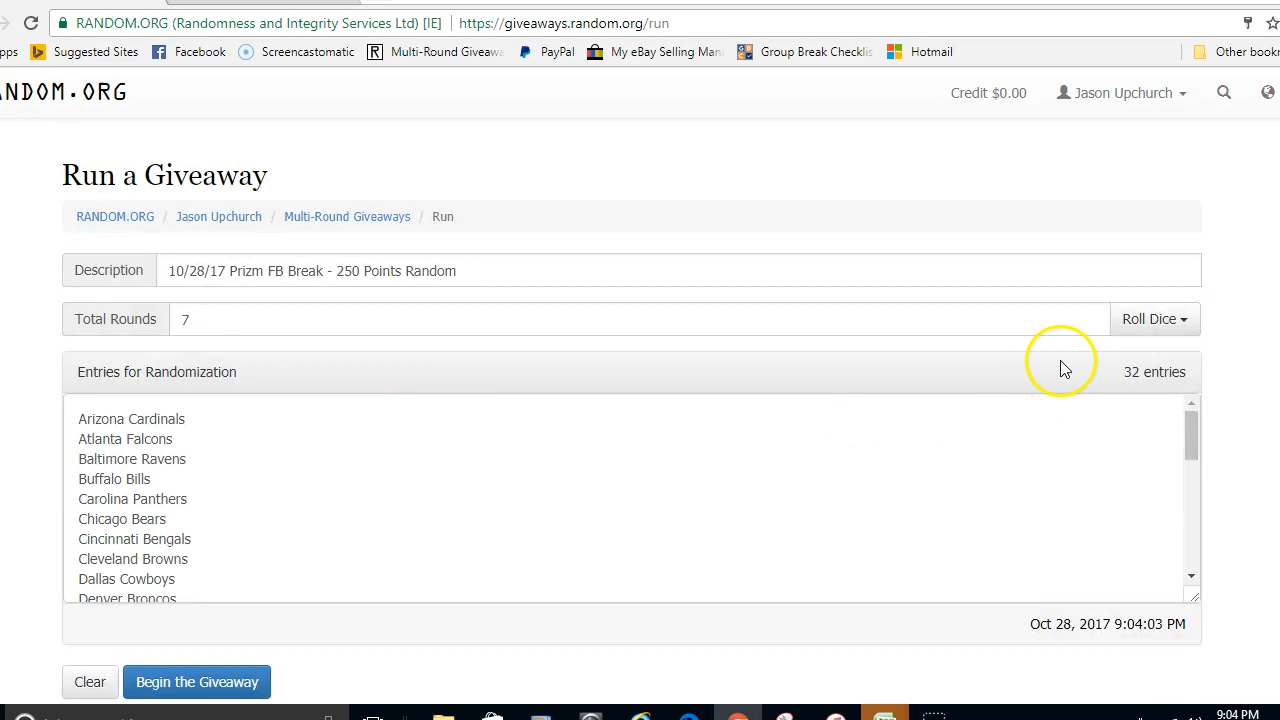 RANDOM.ORG (Randomness and Integrity Services Ltd) [IE] https://giveaways.random.org/run
Suggested Sites Facebook Screencastomatic Multi-Round Giveawa PayPal My eBay Selling Man Group Break Checklis Hotmail Other bookm
NDOM.ORG Credit $0.00 Jason Upchurch
Run a Giveaway
RANDOM.ORG / Jason Upchurch / Multi-Round Giveaways / Run
Description 10/28/17 Prizm FB Break - 250 Points Random
Total Rounds 7 Roll Dice
Entries for Randomization 32 entries
Arizona Cardinals
Atlanta Falcons
Baltimore Ravens
Buffalo Bills
Carolina Panthers
Chicago Bears
Cincinnati Bengals
Cleveland Browns
Dallas Cowboys
Denver Broncos
Oct 28, 2017 9:04:03 PM
Clear Begin the Giveaway
9:04 PM